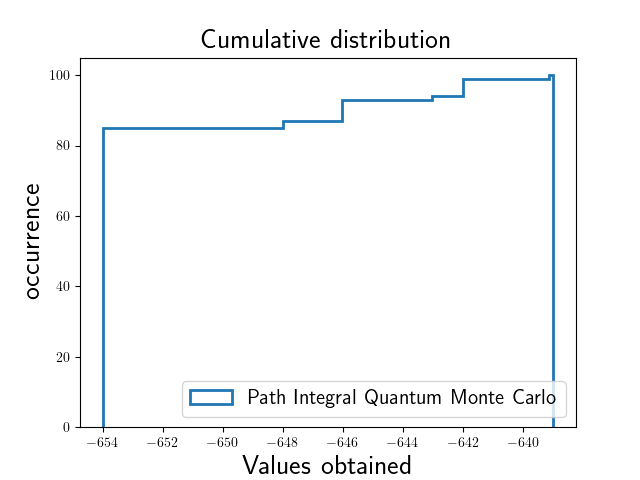 Cumulative distribution
occurrence
100
80
60
40
20
0
−654 −652 −650 −648 −646 −644 −642 −640
Values obtained
Path Integral Quantum Monte Carlo